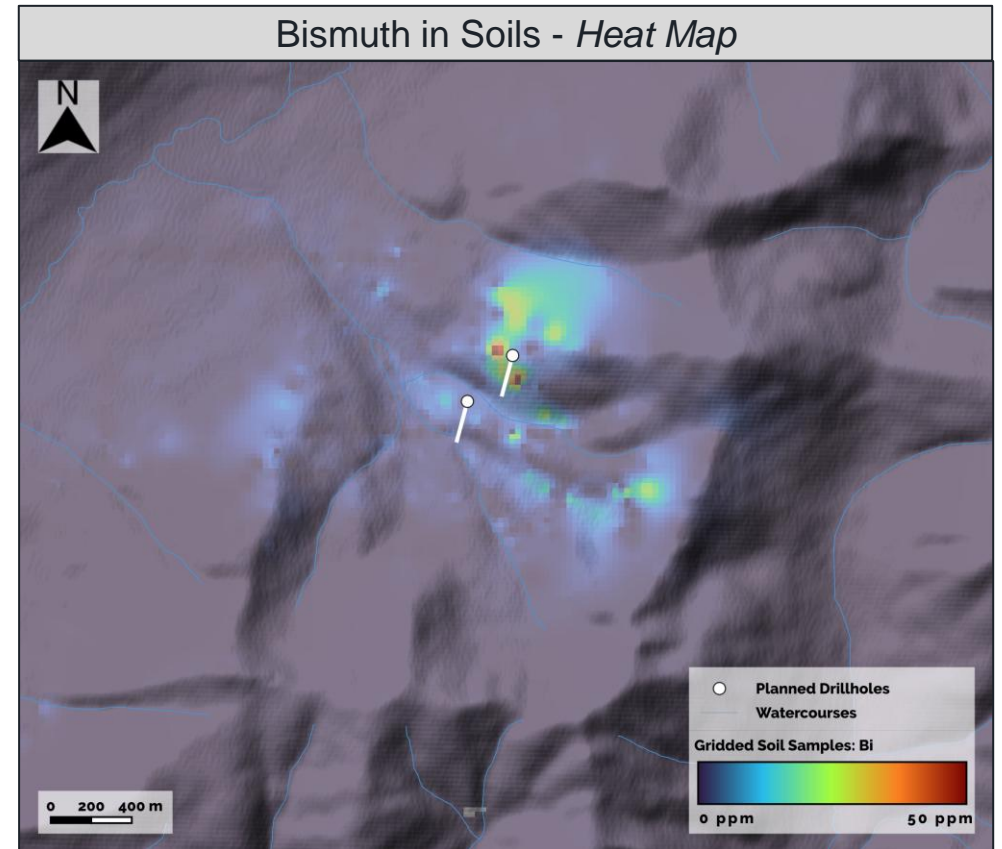 Bismuth in Soils - Heat Map
N
Planned Drillholes
Watercourses
Gridded Soil Samples: Bi
0 ppm 50 ppm
0 200 400 m